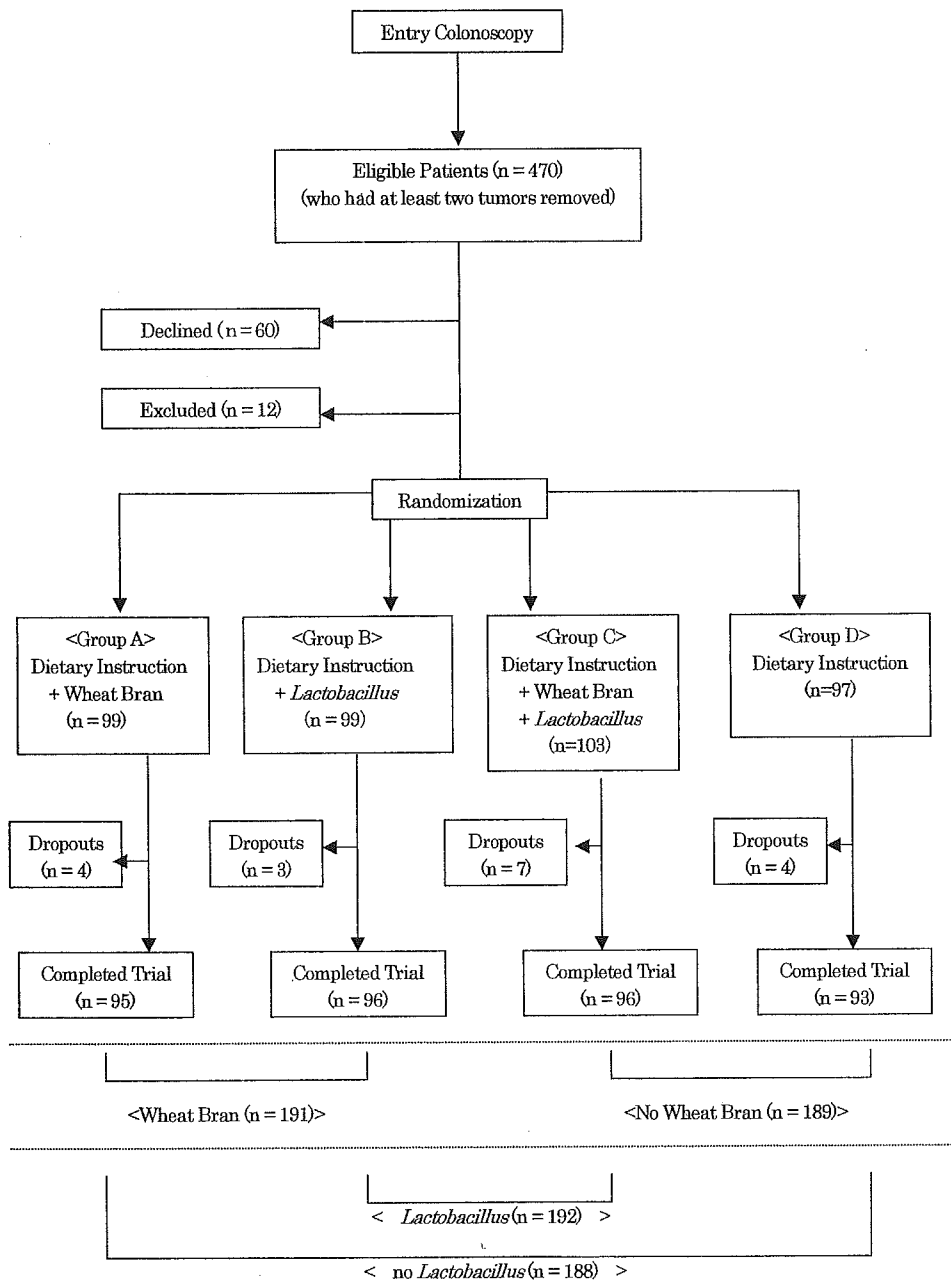 Entry Colonoscopy
Eligible Patients (n = 470)
(who had at least two tumors removed)
Declined (n = 60)
Excluded (n = 12)
Randomization
<Group A>
Dietary Instruction
+ Wheat Bran
(n = 99)
<Group B>
Dietary Instruction
+ Lactobacillus
(n = 99)
<Group C>
Dietary Instruction
+ Wheat Bran
+ Lactobacillus
(n=103)
<Group D>
Dietary Instruction
(n=97)
Dropouts
(n = 4)
Dropouts
(n = 3)
Dropouts
(n = 7)
Dropouts
(n = 4)
Completed Trial
(n = 95)
Completed Trial
(n = 96)
Completed Trial
(n = 96)
Completed Trial
(n = 93)
<Wheat Bran (n = 191)>
<No Wheat Bran (n = 189)>
< Lactobacillus (n = 192) >
< no Lactobacillus (n = 188) >